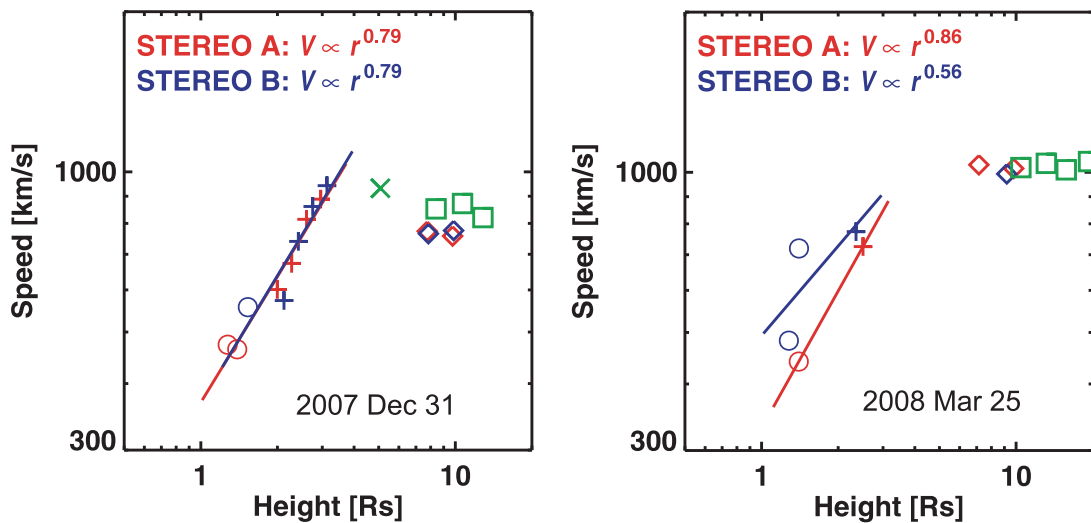 STEREO A: V ∝ r^0.79
STEREO B: V ∝ r^0.79
Speed [km/s]
1000
300
2007 Dec 31
1
10
Height [Rs]
STEREO A: V ∝ r^0.86
STEREO B: V ∝ r^0.56
Speed [km/s]
1000
300
2008 Mar 25
1
10
Height [Rs]